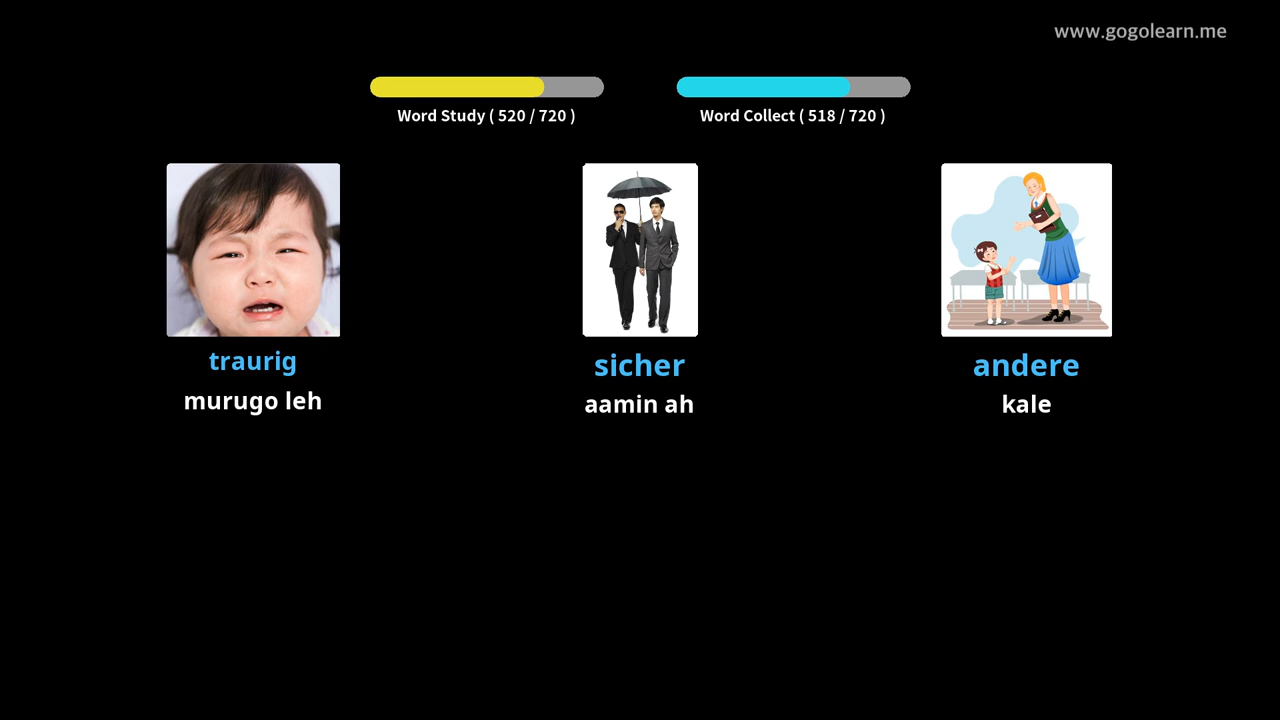 www.gogolearn.me
Word Study ( 520 / 720 )
Word Collect ( 518 / 720 )
traurig
sicher
andere
murugo leh
aamin ah
kale